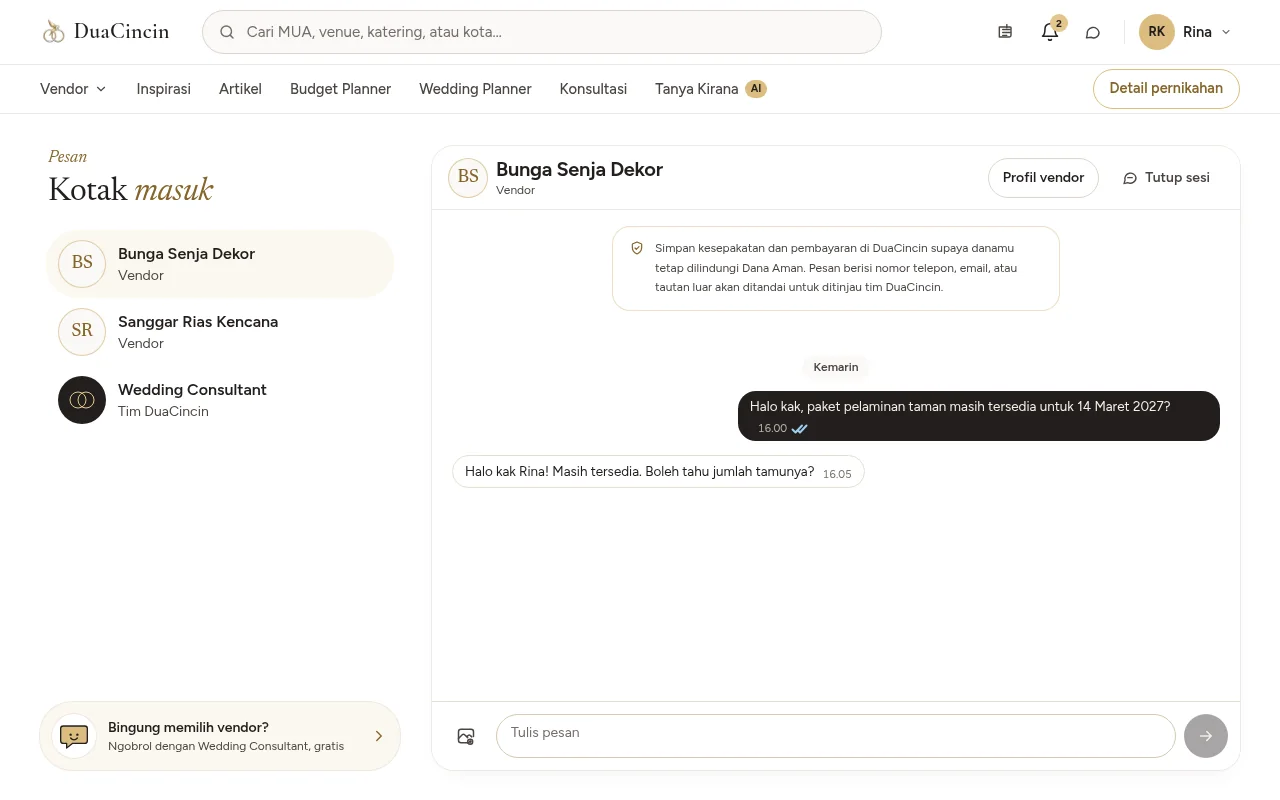 DuaCincin
Cari MUA, venue, katering, atau kota...
2
RK
Rina
Vendor
Inspirasi
Artikel
Budget Planner
Wedding Planner
Konsultasi
Tanya Kirana AI
Detail pernikahan
Pesan
Kotak masuk
BS
Bunga Senja Dekor
Vendor
SR
Sanggar Rias Kencana
Vendor
Wedding Consultant
Tim DuaCincin
Bingung memilih vendor?
Ngobrol dengan Wedding Consultant, gratis
BS
Bunga Senja Dekor
Vendor
Profil vendor
Tutup sesi
Simpan kesepakatan dan pembayaran di DuaCincin supaya danamu
tetap dilindungi Dana Aman. Pesan berisi nomor telepon, email, atau
tautan luar akan ditandai untuk ditinjau tim DuaCincin.
Kemarin
Halo kak, paket pelaminan taman masih tersedia untuk 14 Maret 2027?
16.00
Halo kak Rina! Masih tersedia. Boleh tahu jumlah tamunya? 16.05
Tulis pesan